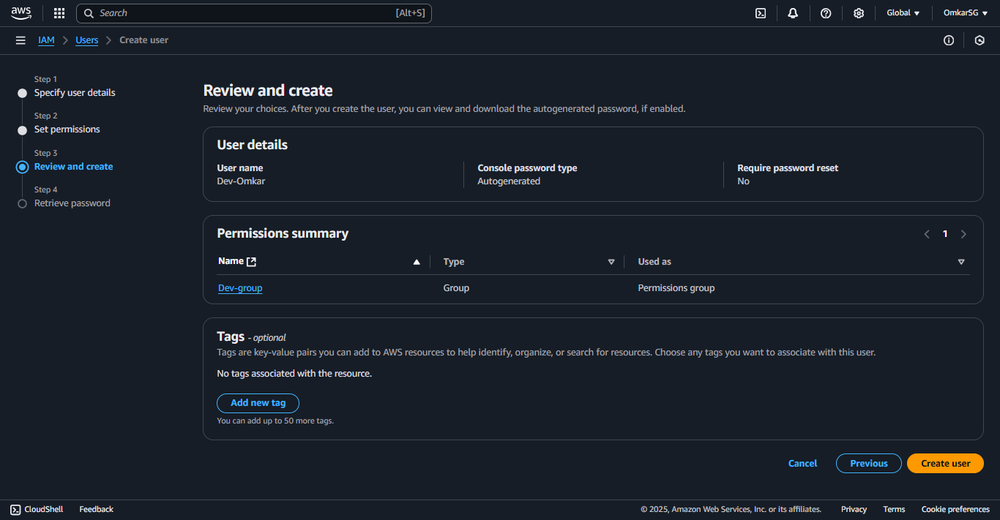 aws
Search [Alt+S]
Global OmkarSG
IAM Users Create user
Step 1
Specify user details
Step 2
Set permissions
Step 3
Review and create
Step 4
Retrieve password
Review and create
Review your choices. After you create the user, you can view and download the autogenerated password, if enabled.
User details
User name
Dev-Omkar
Console password type
Autogenerated
Require password reset
No
Permissions summary
1
Name Type Used as
Dev-group Group Permissions group
Tags - optional
Tags are key-value pairs you can add to AWS resources to help identify, organize, or search for resources. Choose any tags you want to associate with this user.
No tags associated with the resource.
Add new tag
You can add up to 50 more tags.
Cancel Previous Create user
CloudShell Feedback © 2025, Amazon Web Services, Inc. or its affiliates. Privacy Terms Cookie preferences